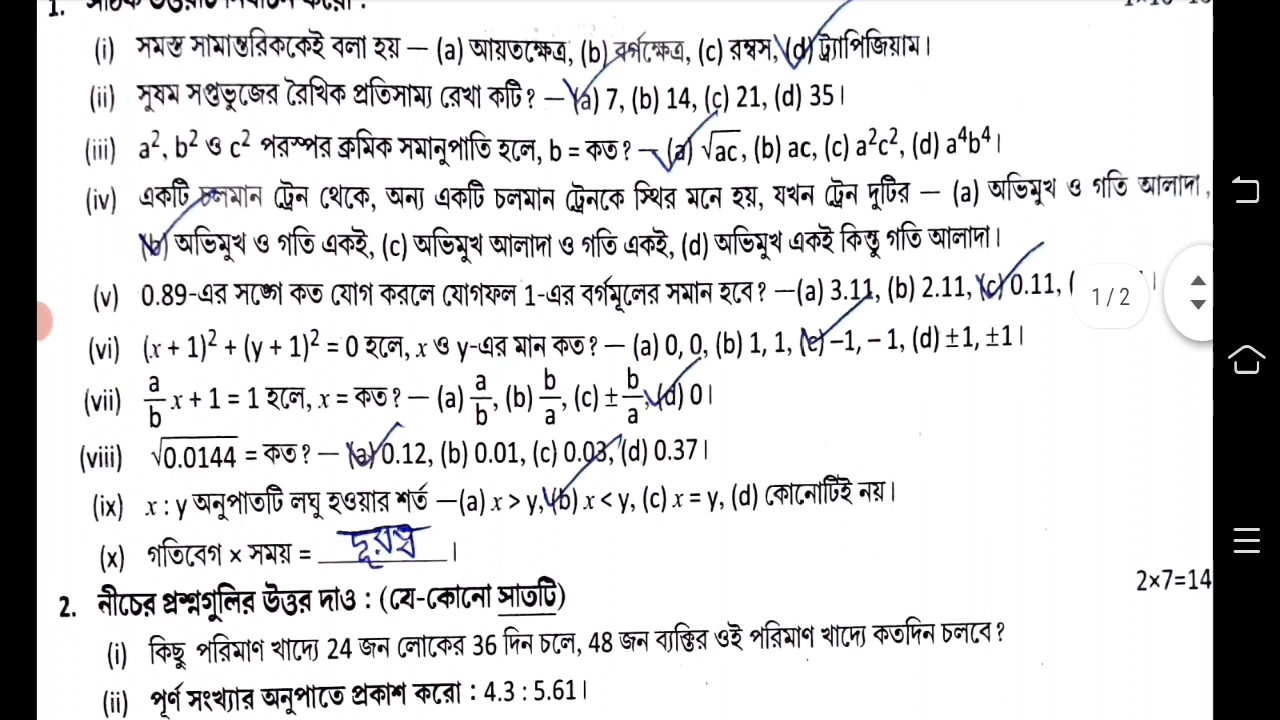 1. সঠিক উত্তরটি নির্বাচন করো :
(i) সমস্ত সামান্তরিককেই বলা হয় — (a) আয়তক্ষেত্র, (b) বর্গক্ষেত্র, (c) রম্বস, (d) ট্র্যাপিজিয়াম।
(ii) সুষম সপ্তভুজের রৈখিক প্রতিসাম্য রেখা কটি? — (a) 7, (b) 14, (c) 21, (d) 35।
(iii) a², b² ও c² পরস্পর ক্রমিক সমানুপাতি হলে, b = কত? — (a) √ac, (b) ac, (c) a²c², (d) a⁴b⁴।
(iv) একটি চলমান ট্রেন থেকে, অন্য একটি চলমান ট্রেনকে স্থির মনে হয়, যখন ট্রেন দুটির — (a) অভিমুখ ও গতি আলাদা,
(b) অভিমুখ ও গতি একই, (c) অভিমুখ আলাদা ও গতি একই, (d) অভিমুখ একই কিন্তু গতি আলাদা।
(v) 0.89-এর সঙ্গে কত যোগ করলে যোগফল 1-এর বর্গমূলের সমান হবে? —(a) 3.11, (b) 2.11, (c) 0.11, (
1 / 2
(vi) (x + 1)² + (y + 1)² = 0 হলে, x ও y-এর মান কত? — (a) 0, 0, (b) 1, 1, (c) −1, − 1, (d) ±1, ±1।
(vii) a/b x + 1 = 1 হলে, x = কত? — (a) a/b, (b) b/a, (c) ± b/a, (d) 0।
(viii) √0.0144 = কত? — (a) 0.12, (b) 0.01, (c) 0.03, (d) 0.37।
(ix) x : y অনুপাতটি লঘু হওয়ার শর্ত —(a) x > y, (b) x < y, (c) x = y, (d) কোনোটিই নয়।
(x) গতিবেগ × সময় = দূরত্ব ।
2. নীচের প্রশ্নগুলির উত্তর দাও : (যে-কোনো সাতটি) 2×7=14
(i) কিছু পরিমাণ খাদ্যে 24 জন লোকের 36 দিন চলে, 48 জন ব্যক্তির ওই পরিমাণ খাদ্যে কতদিন চলবে?
(ii) পূর্ণ সংখ্যার অনুপাতে প্রকাশ করো : 4.3 : 5.61।